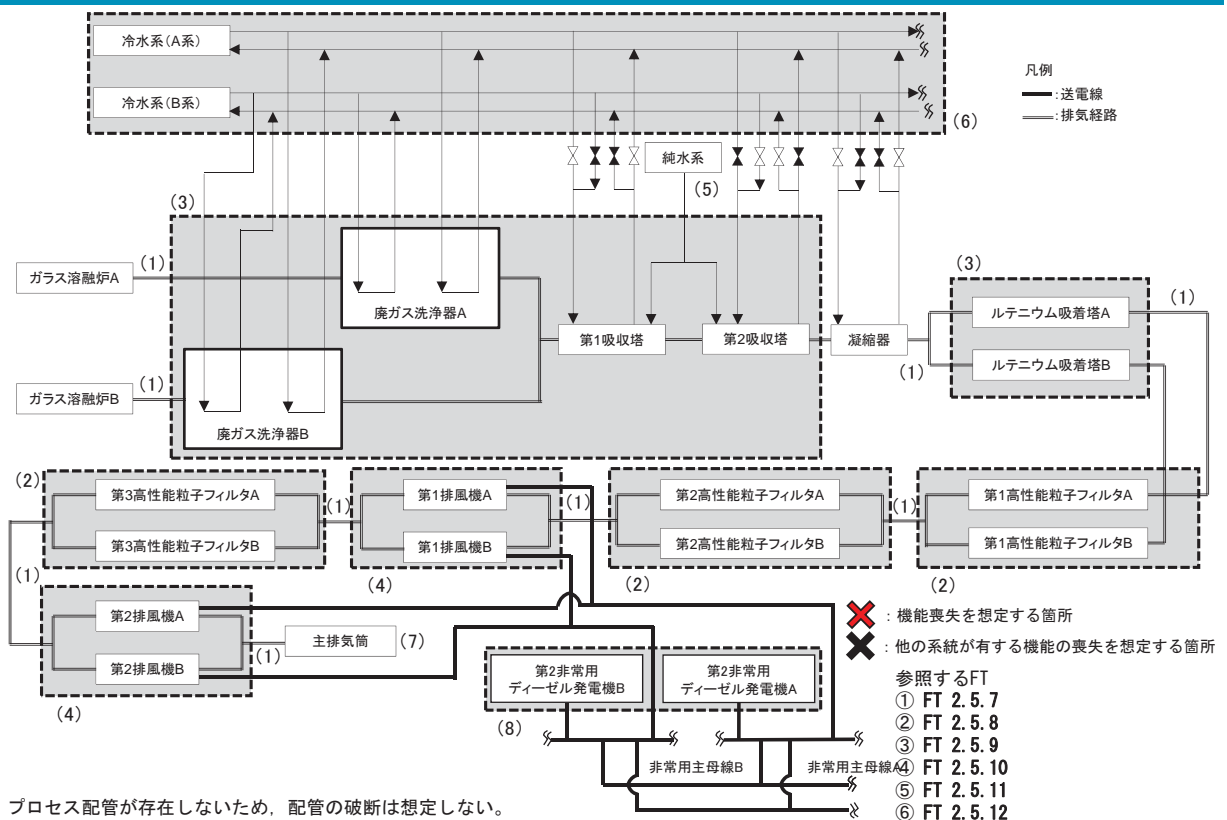 冷水系(A系)
冷水系(B系)
(6)
凡例
:送電線
:排気経路
純水系
(5)
(3)
ガラス溶融炉A
(1)
廃ガス洗浄器A
第1吸収塔
第2吸収塔
凝縮器
(1)
(3)
ルテニウム吸着塔A
ルテニウム吸着塔B
(1)
ガラス溶融炉B
(1)
廃ガス洗浄器B
(2)
第3高性能粒子フィルタA
第3高性能粒子フィルタB
(1)
第1排風機A
第1排風機B
(4)
(1)
第2高性能粒子フィルタA
第2高性能粒子フィルタB
(2)
(1)
第1高性能粒子フィルタA
第1高性能粒子フィルタB
(2)
(1)
第2排風機A
第2排風機B
(4)
(1)
主排気筒
(7)
第2非常用
ディーゼル発電機B
第2非常用
ディーゼル発電機A
(8)
非常用主母線B
非常用主母線A
:機能喪失を想定する箇所
:他の系統が有する機能の喪失を想定する箇所
参照するFT
① FT 2.5.7
② FT 2.5.8
③ FT 2.5.9
④ FT 2.5.10
⑤ FT 2.5.11
⑥ FT 2.5.12
プロセス配管が存在しないため，配管の破断は想定しない。